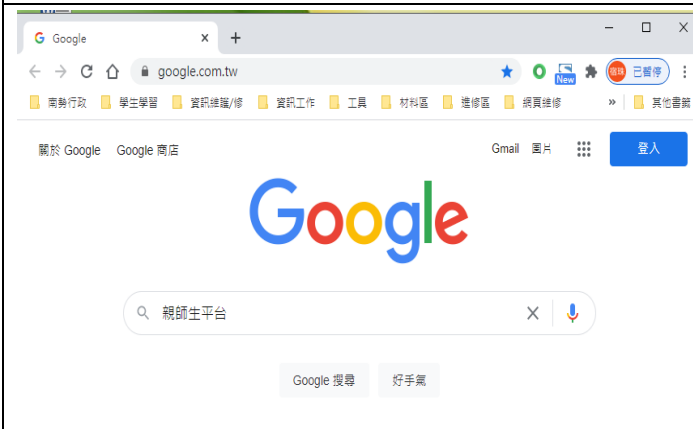 Google
google.com.tw
New
已暫停
南勢行政 學生學習 資訊維護/修 資訊工作 工具 材料區 進修區 網頁維修 » 其他書籤
關於 Google Google 商店 Gmail 圖片 登入
Google
親師生平台
Google 搜尋 好手氣